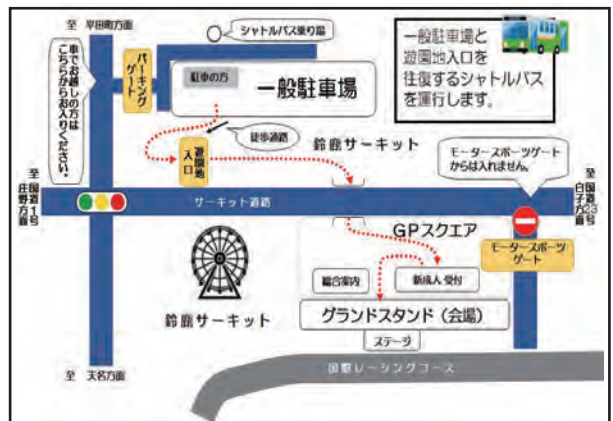 至 平田町方面
車でお越しの方は
こちらからお入りください。
パーキング
ゲート
シャトルバス乗り場
駐車の方
一般駐車場
一般駐車場と
遊園地入口を
往復するシャトルバス
を運行します。
徒歩通路
遊園地
入口
鈴鹿サーキット
モータースポーツゲート
からは入れません。
至 国道1号
庄野方面
サーキット道路
至 国道23号
白子方面
GPスクエア
モータースポーツ
ゲート
鈴鹿サーキット
総合案内
新成人 受付
グランドスタンド(会場)
ステージ
国際レーシングコース
至 天名方面